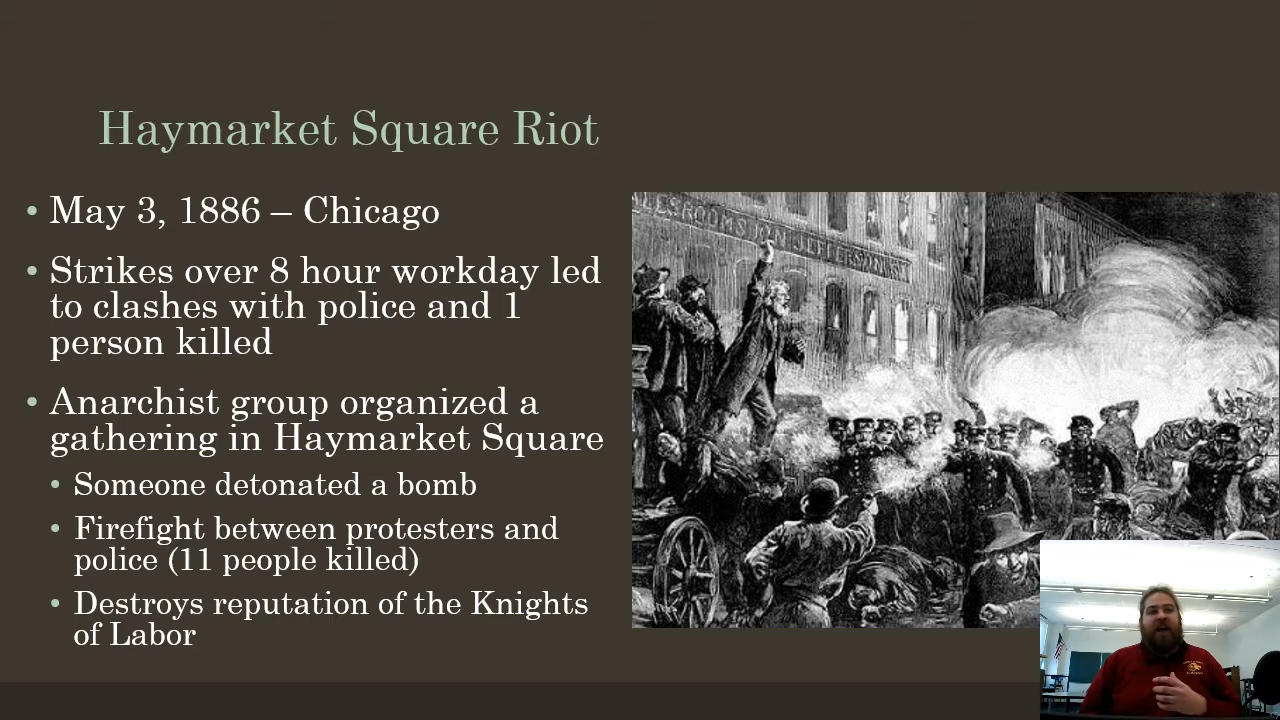 Haymarket Square Riot
• May 3, 1886 – Chicago
• Strikes over 8 hour workday led
to clashes with police and 1
person killed
• Anarchist group organized a
gathering in Haymarket Square
• Someone detonated a bomb
• Firefight between protesters and
police (11 people killed)
• Destroys reputation of the Knights
of Labor